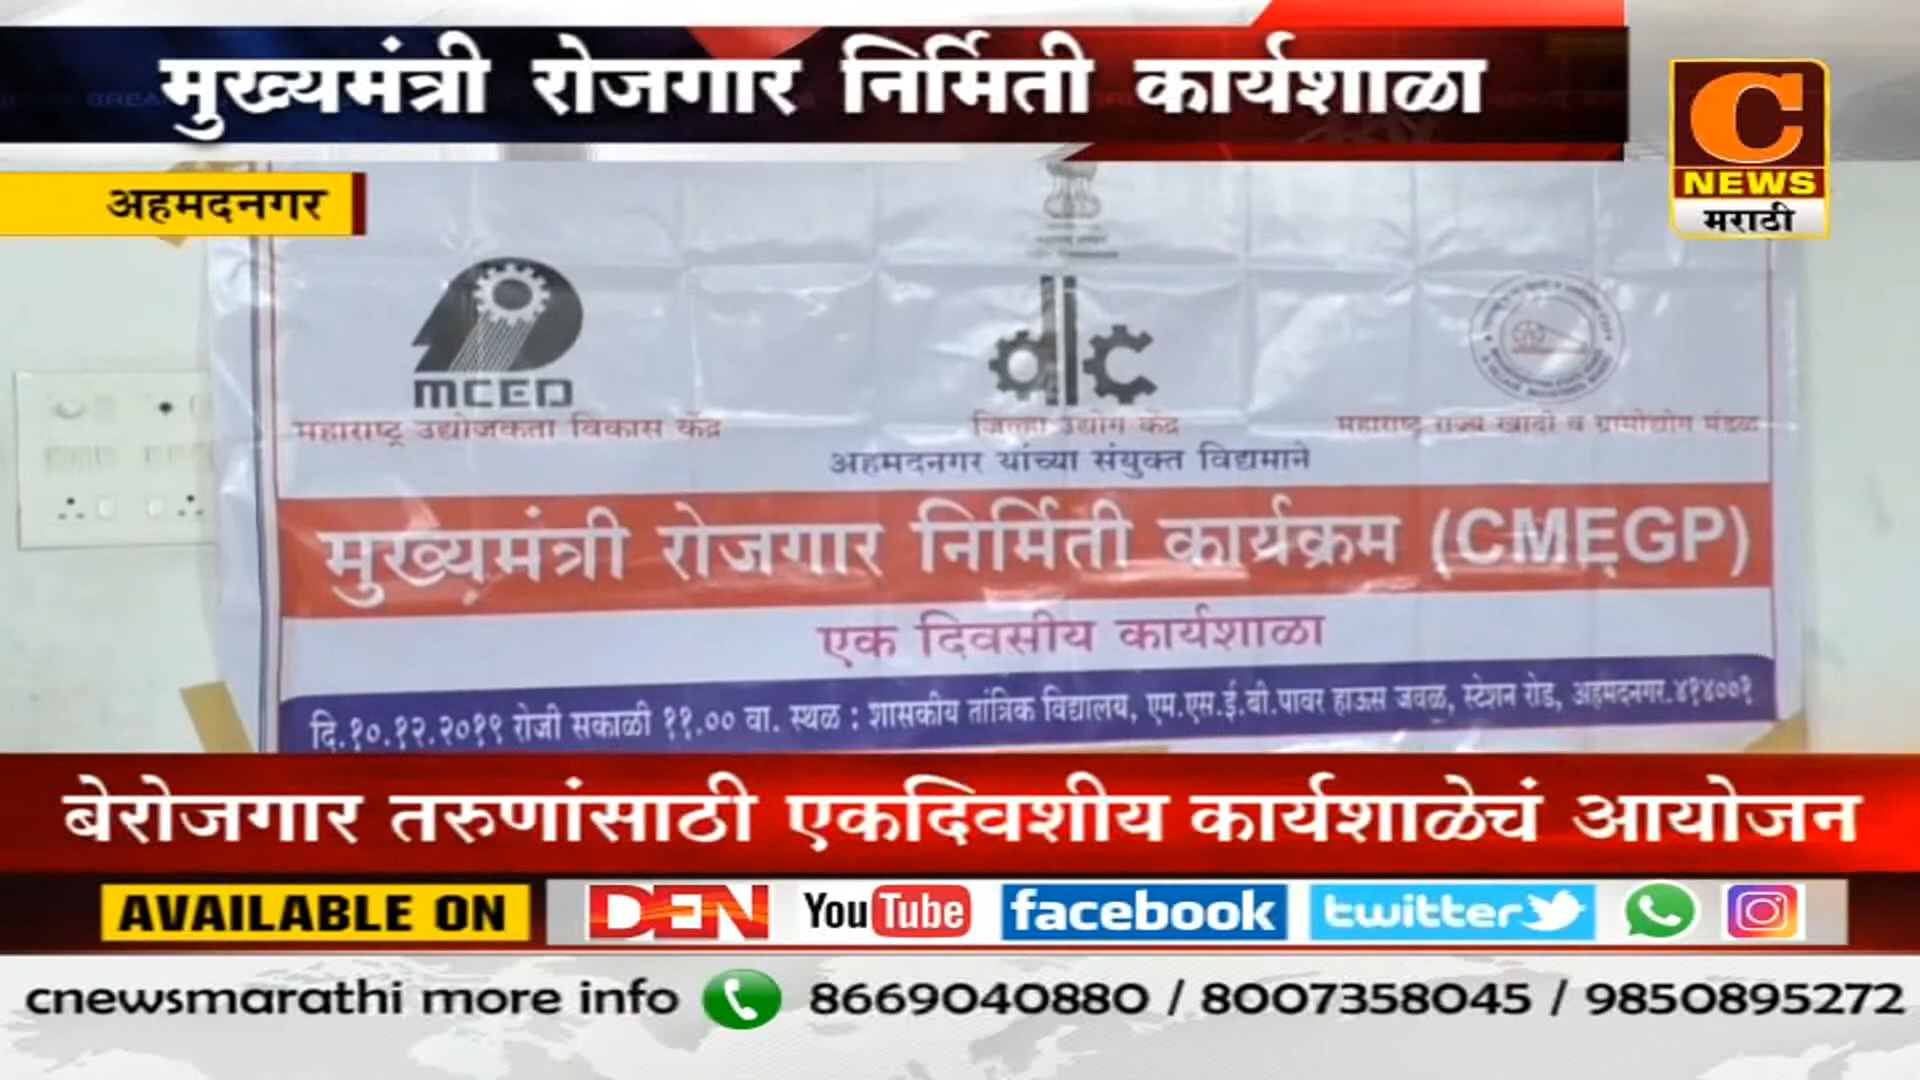 मुख्यमंत्री रोजगार निर्मिती कार्यशाळा
C
NEWS
मराठी
अहमदनगर
MCED
dic
महाराष्ट्र उद्योजकता विकास केंद्र
जिल्हा उद्योग केंद्र
महाराष्ट्र राज्य खादी व ग्रामोद्योग मंडळ
अहमदनगर यांच्या संयुक्त विद्यमाने
मुख्यमंत्री रोजगार निर्मिती कार्यक्रम (CMEGP)
एक दिवसीय कार्यशाळा
दि.१०.१२.२०१९ रोजी सकाळी ११.०० वा. स्थळ : शासकीय तांत्रिक विद्यालय, एम.एस.ई.बी.पावर हाऊस जवळ, स्टेशन रोड, अहमदनगर.४१४००१
बेरोजगार तरुणांसाठी एकदिवशीय कार्यशाळेचं आयोजन
AVAILABLE ON DEN YouTube facebook twitter
cnewsmarathi more info 8669040880 / 8007358045 / 9850895272